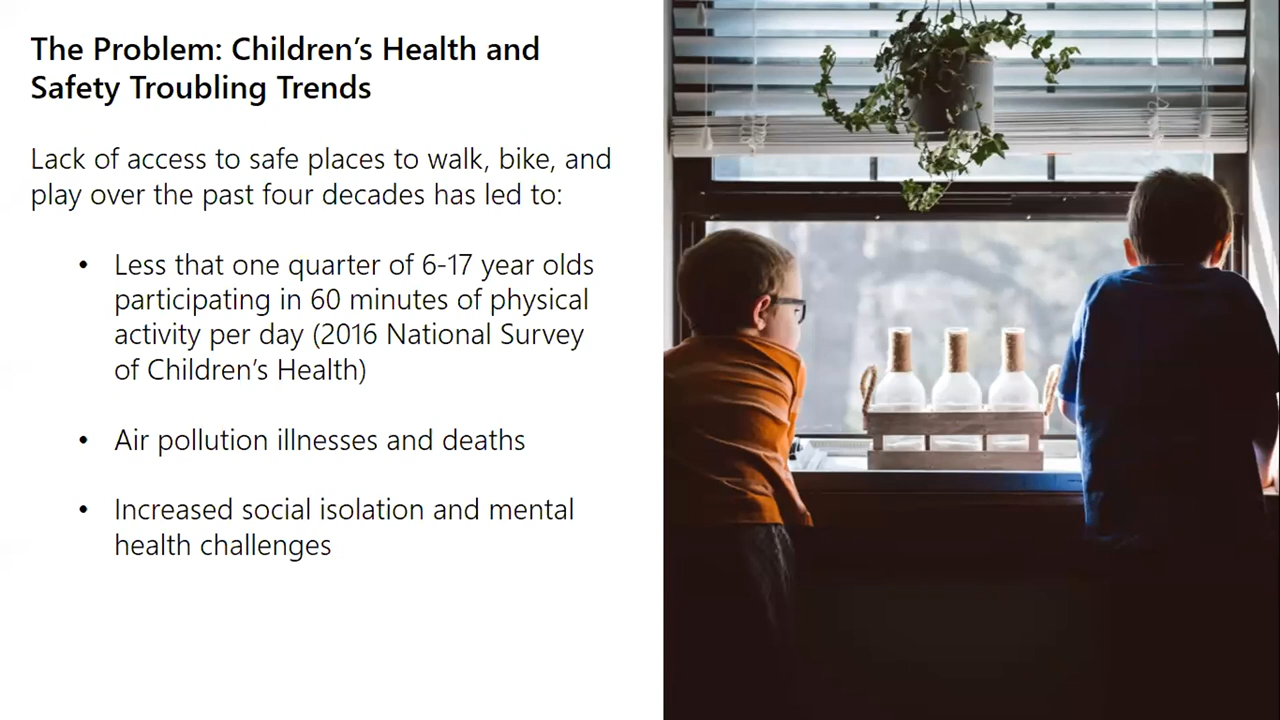 The Problem: Children’s Health and
Safety Troubling Trends
Lack of access to safe places to walk, bike, and
play over the past four decades has led to:
• Less that one quarter of 6-17 year olds
participating in 60 minutes of physical
activity per day (2016 National Survey
of Children’s Health)
• Air pollution illnesses and deaths
• Increased social isolation and mental
health challenges